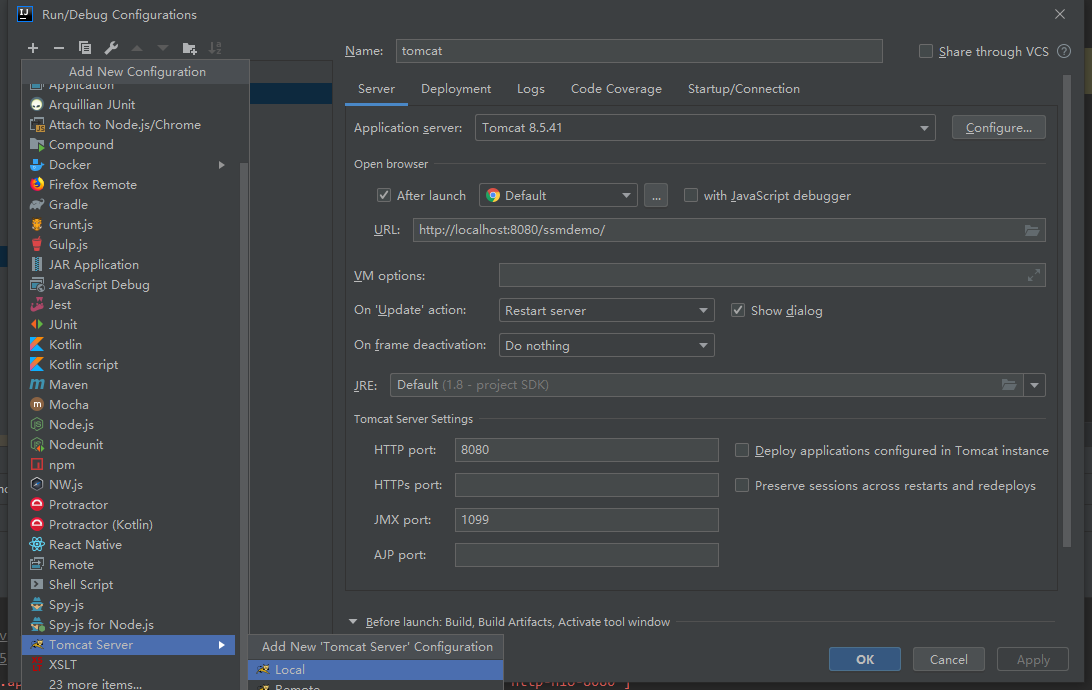 Run/Debug Configurations
Add New Configuration
Application
Arquillian JUnit
Attach to Node.js/Chrome
Compound
Docker
Firefox Remote
Gradle
Grunt.js
Gulp.js
JAR Application
JavaScript Debug
Jest
JUnit
Kotlin
Kotlin script
Maven
Mocha
Node.js
Nodeunit
npm
NW.js
Protractor
Protractor (Kotlin)
React Native
Remote
Shell Script
Spy-js
Spy-js for Node.js
Tomcat Server
XSLT
23 more items...
Add New 'Tomcat Server' Configuration
Local
Remote
Name: tomcat
Share through VCS
Server Deployment Logs Code Coverage Startup/Connection
Application server: Tomcat 8.5.41 Configure...
Open browser
After launch Default ... with JavaScript debugger
URL: http://localhost:8080/ssmdemo/
VM options:
On 'Update' action: Restart server Show dialog
On frame deactivation: Do nothing
JRE: Default (1.8 - project SDK)
Tomcat Server Settings
HTTP port: 8080 Deploy applications configured in Tomcat instance
HTTPs port: Preserve sessions across restarts and redeploys
JMX port: 1099
AJP port:
Before launch: Build, Build Artifacts, Activate tool window
OK Cancel Apply